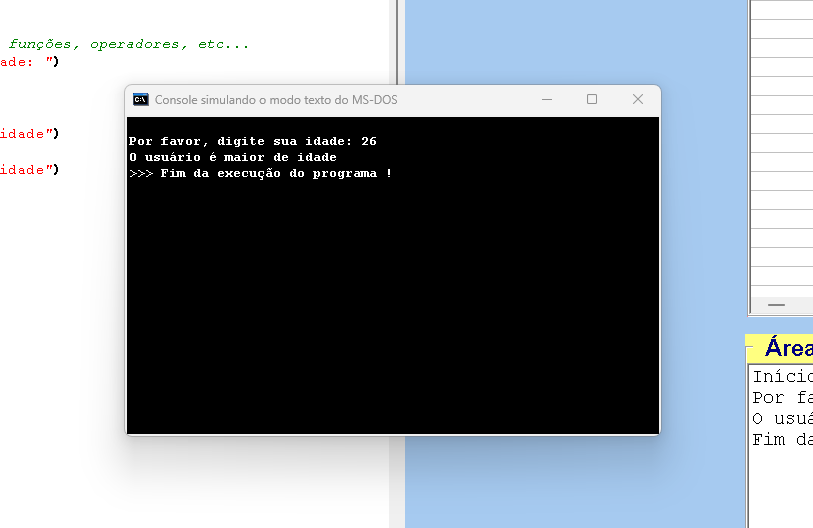 funções, operadores, etc...
ade: ")
Console simulando o modo texto do MS-DOS
idade")
Por favor, digite sua idade: 26
O usuário é maior de idade
idade")
>>> Fim da execução do programa !
Área
Início
Por fa
O usuá
Fim da